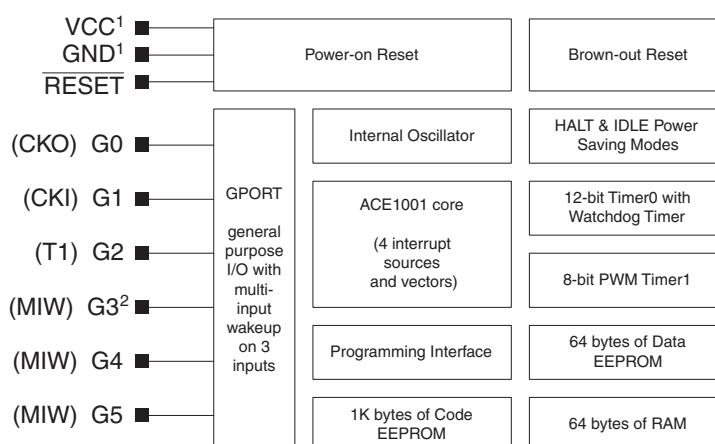 VCC¹
GND¹
RESET
Power-on Reset
Brown-out Reset
(CKO) G0
(CKI) G1
(T1) G2
(MIW) G3²
(MIW) G4
(MIW) G5
GPORT
general
purpose
I/O with
multi-
input
wakeup
on 3
inputs
Internal Oscillator
HALT & IDLE Power
Saving Modes
ACE1001 core
(4 interrupt
sources
and vectors)
12-bit Timer0 with
Watchdog Timer
8-bit PWM Timer1
Programming Interface
64 bytes of Data
EEPROM
1K bytes of Code
EEPROM
64 bytes of RAM